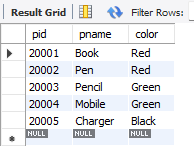 Result Grid Filter Rows:
pid pname color
20001 Book Red
20002 Pen Red
20003 Pencil Green
20004 Mobile Green
20005 Charger Black
NULL NULL NULL